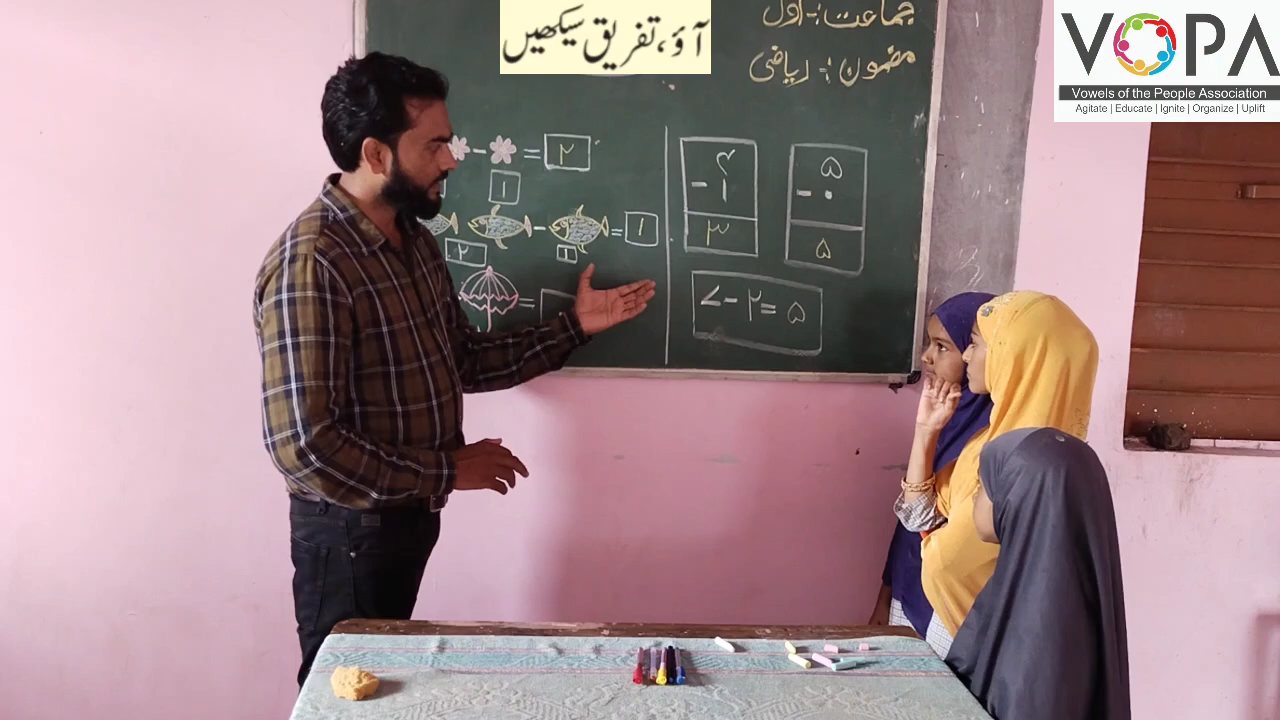 آؤ، تفریق سیکھیں
VOPA
Vowels of the People Association
Agitate | Educate | Ignite | Organize | Uplift
جماعت:- اول
مضمون:- ریاضی
- = ۲
۱
- = ۱
۲ ۱
=
۴
- ۱
۳
۵
- ۰
۵
۷ - ۲ = ۵